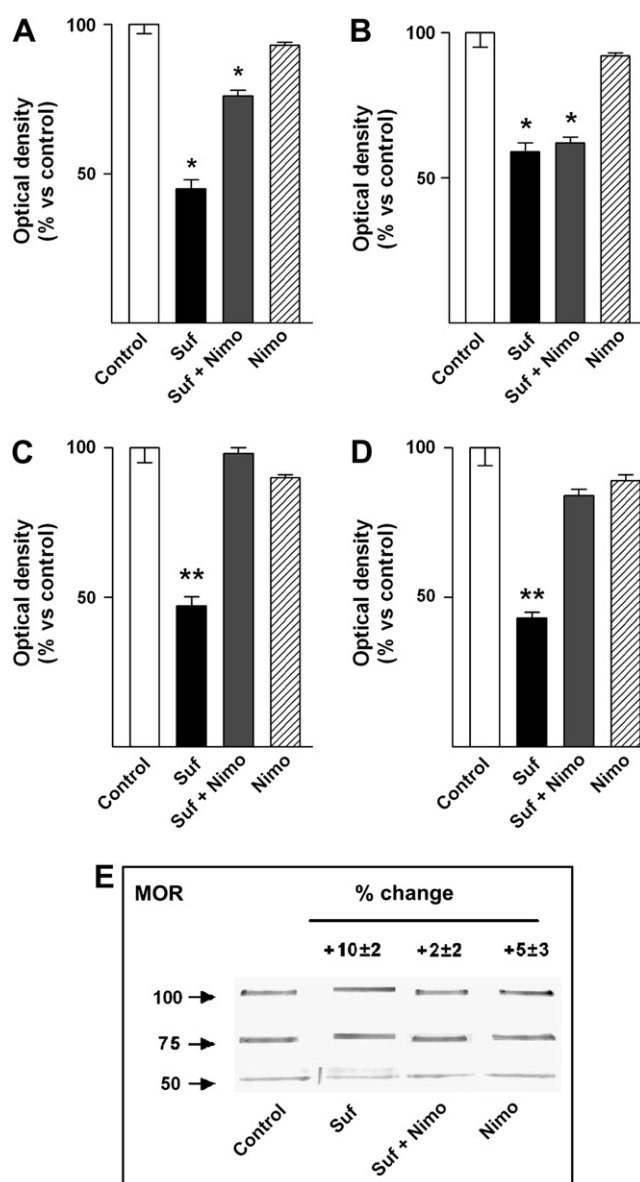 A
Optical density
(% vs control)
100
50
*
*
Control
Suf
Suf + Nimo
Nimo
B
Optical density
(% vs control)
100
50
*
*
Control
Suf
Suf + Nimo
Nimo
C
Optical density
(% vs control)
100
50
**
Control
Suf
Suf + Nimo
Nimo
D
Optical density
(% vs control)
100
50
**
Control
Suf
Suf + Nimo
Nimo
E
MOR
% change
+10±2 +2±2 +5±3
100
75
50
Control
Suf
Suf + Nimo
Nimo